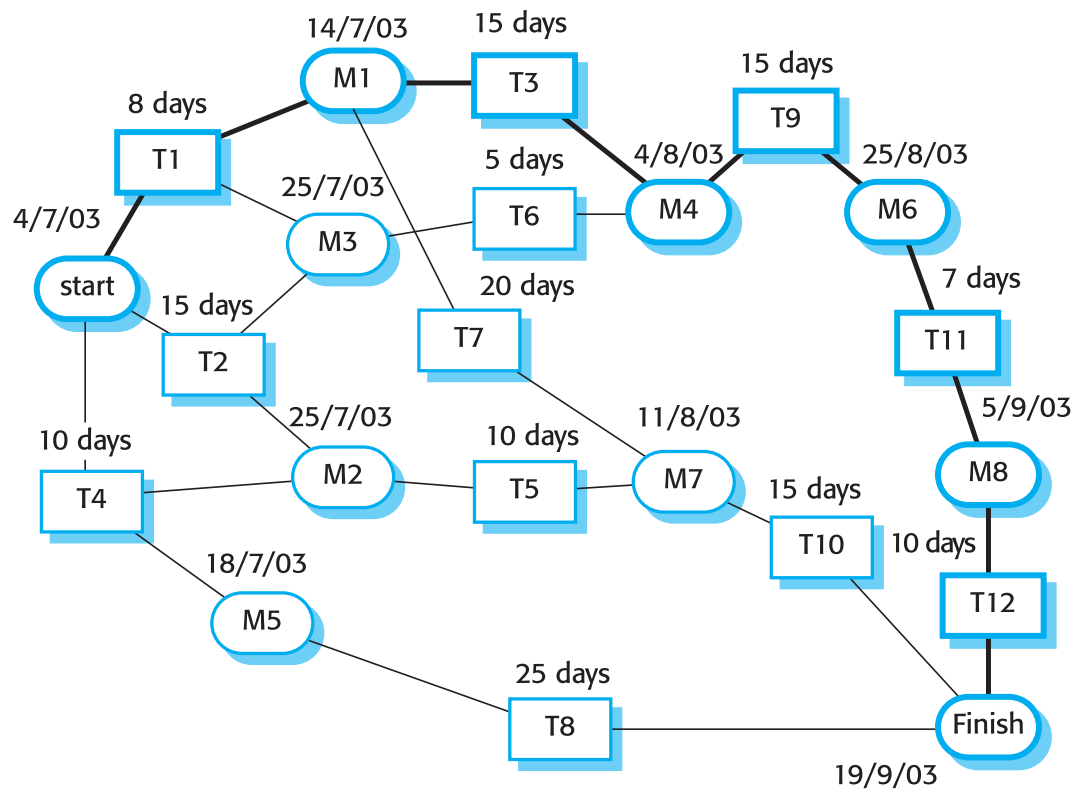 14/7/03
15 days
M1
T3
15 days
8 days
T9
T1
5 days
4/8/03
25/8/03
25/7/03
4/7/03
T6
M4
M6
M3
start
15 days
20 days
7 days
T7
T11
T2
25/7/03
11/8/03
5/9/03
10 days
10 days
M2
M7
M8
T4
T5
15 days
T10
10 days
18/7/03
M5
T12
25 days
T8
Finish
19/9/03